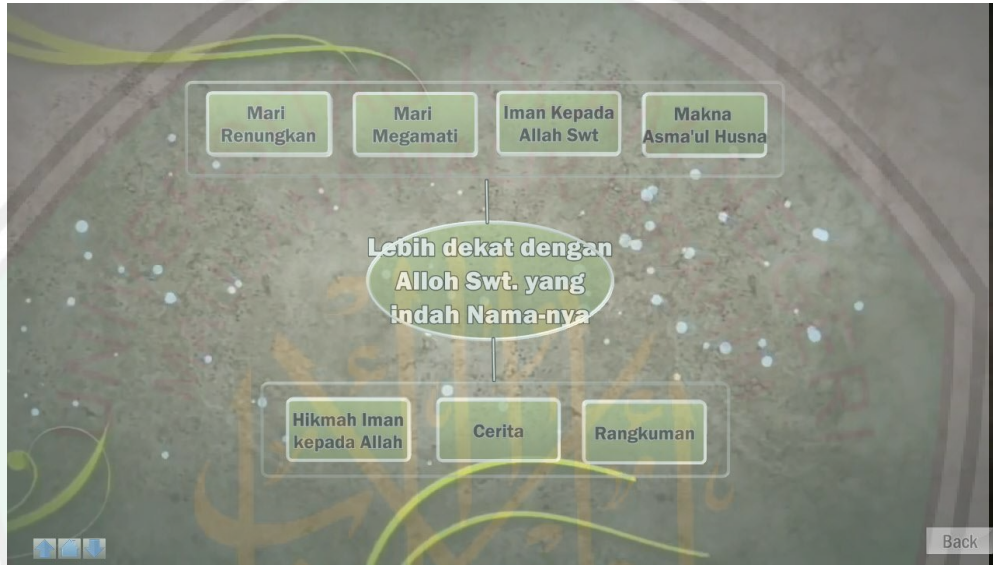 Mari
Renungkan
Mari
Megamati
Iman Kepada
Allah Swt
Makna
Asma'ul Husna
Lebih dekat dengan
Alloh Swt. yang
indah Nama-nya
Hikmah Iman
kepada Allah
Cerita
Rangkuman
Back